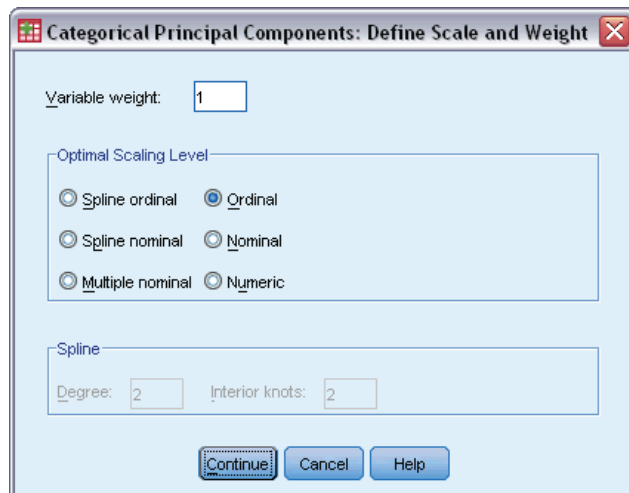 Categorical Principal Components: Define Scale and Weight
Variable weight: 1
Optimal Scaling Level
Spline ordinal Ordinal
Spline nominal Nominal
Multiple nominal Numeric
Spline
Degree: 2 Interior knots: 2
Continue Cancel Help